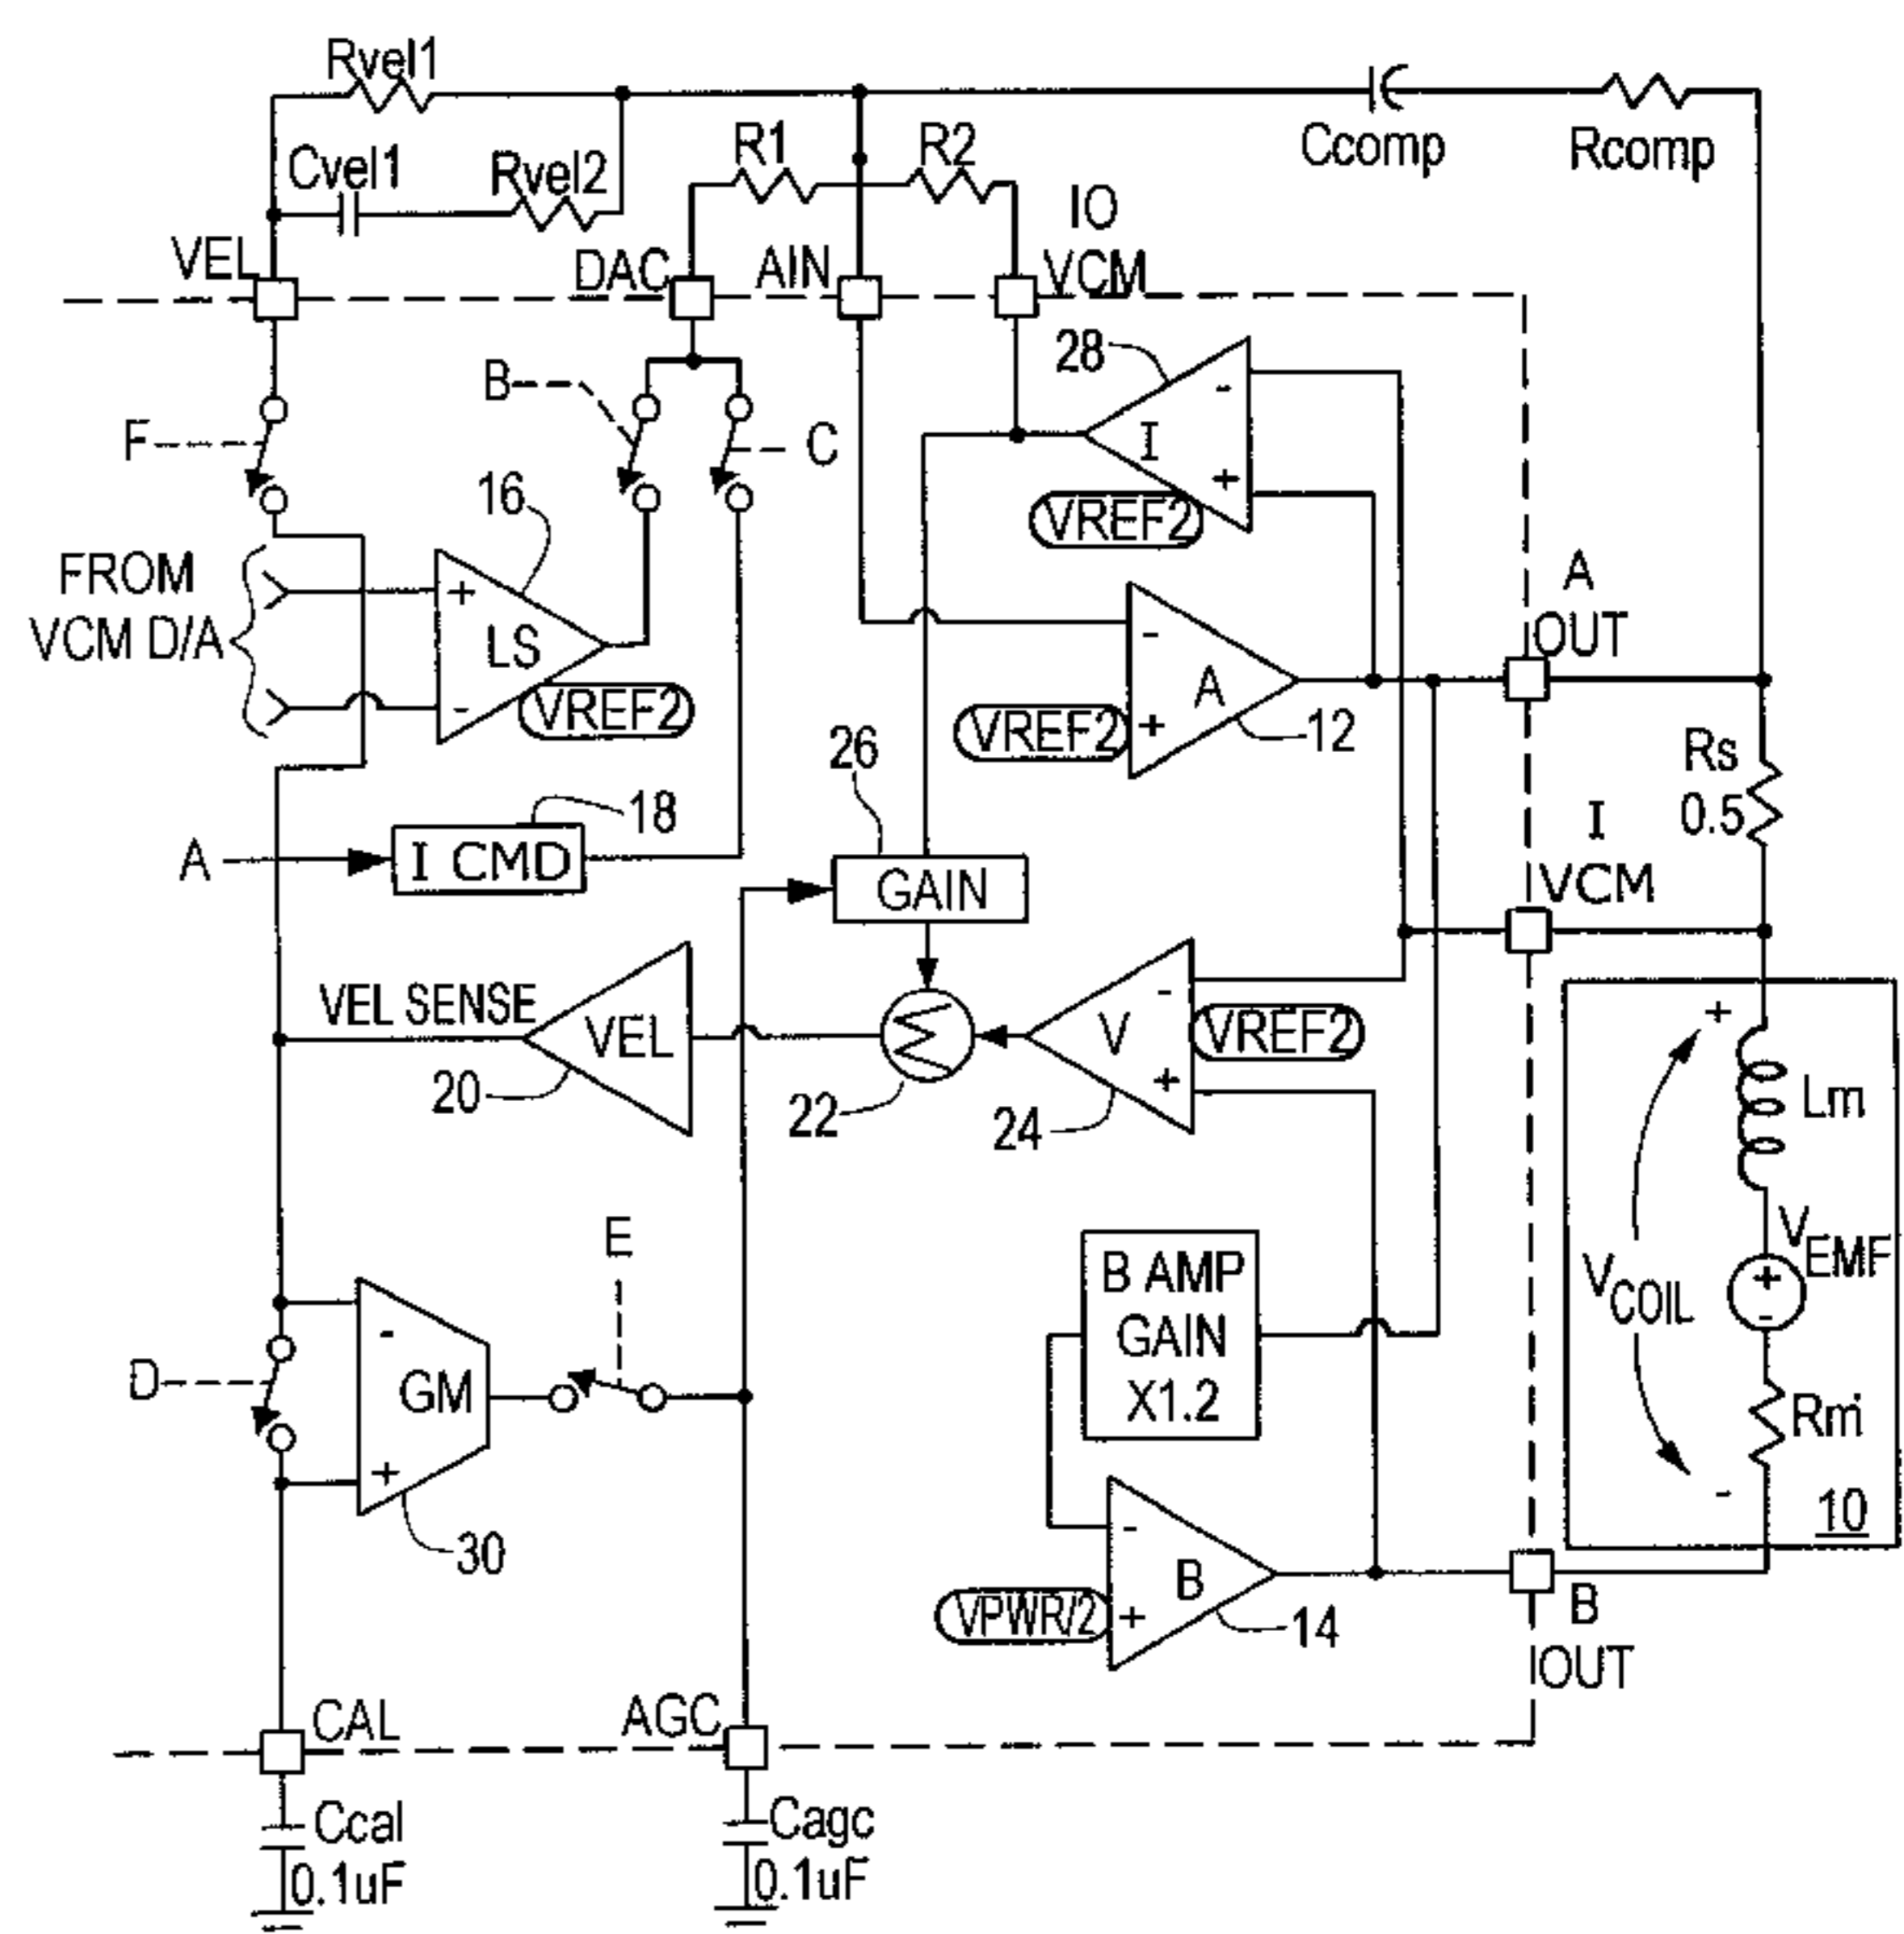 Rvel1
Ccomp
Rcomp
Cvel1
Rvel2
R1
R2
VEL
DAC
AIN
IO
VCM
F
B
C
28
-
I
+
VREF2
16
FROM
VCM D/A
+
LS
-
VREF2
A
OUT
-
A
+
VREF2
12
Rs
0.5
26
18
A
I CMD
GAIN
I
VCM
VEL SENSE
VEL
20
22
-
V
+
VREF2
24
+
Lm
VEMF
+
-
VCOIL
Rm
-
10
E
D
-
GM
+
30
B AMP
GAIN
X1.2
-
B
+
VPWR/2
14
B
OUT
CAL
AGC
Ccal
0.1uF
Cagc
0.1uF